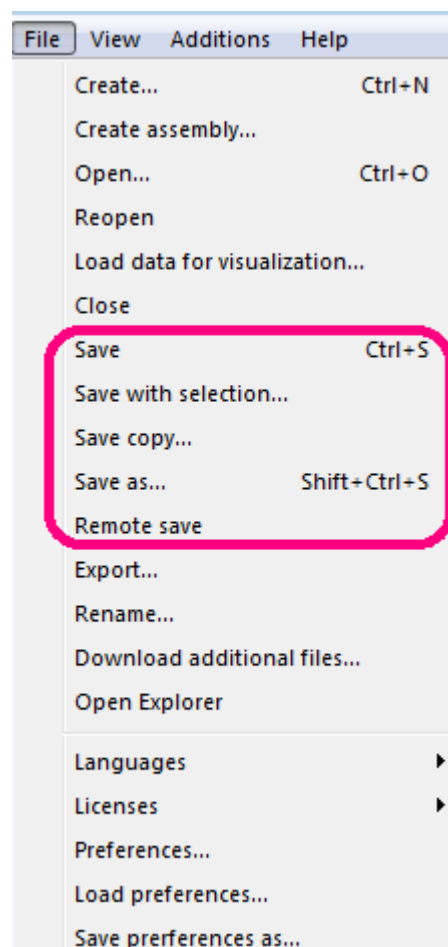 File View Additions Help
Create... Ctrl+N
Create assembly...
Open... Ctrl+O
Reopen
Load data for visualization...
Close
Save Ctrl+S
Save with selection...
Save copy...
Save as... Shift+Ctrl+S
Remote save
Export...
Rename...
Download additional files...
Open Explorer
Languages
Licenses
Preferences...
Load preferences...
Save prerferences as...